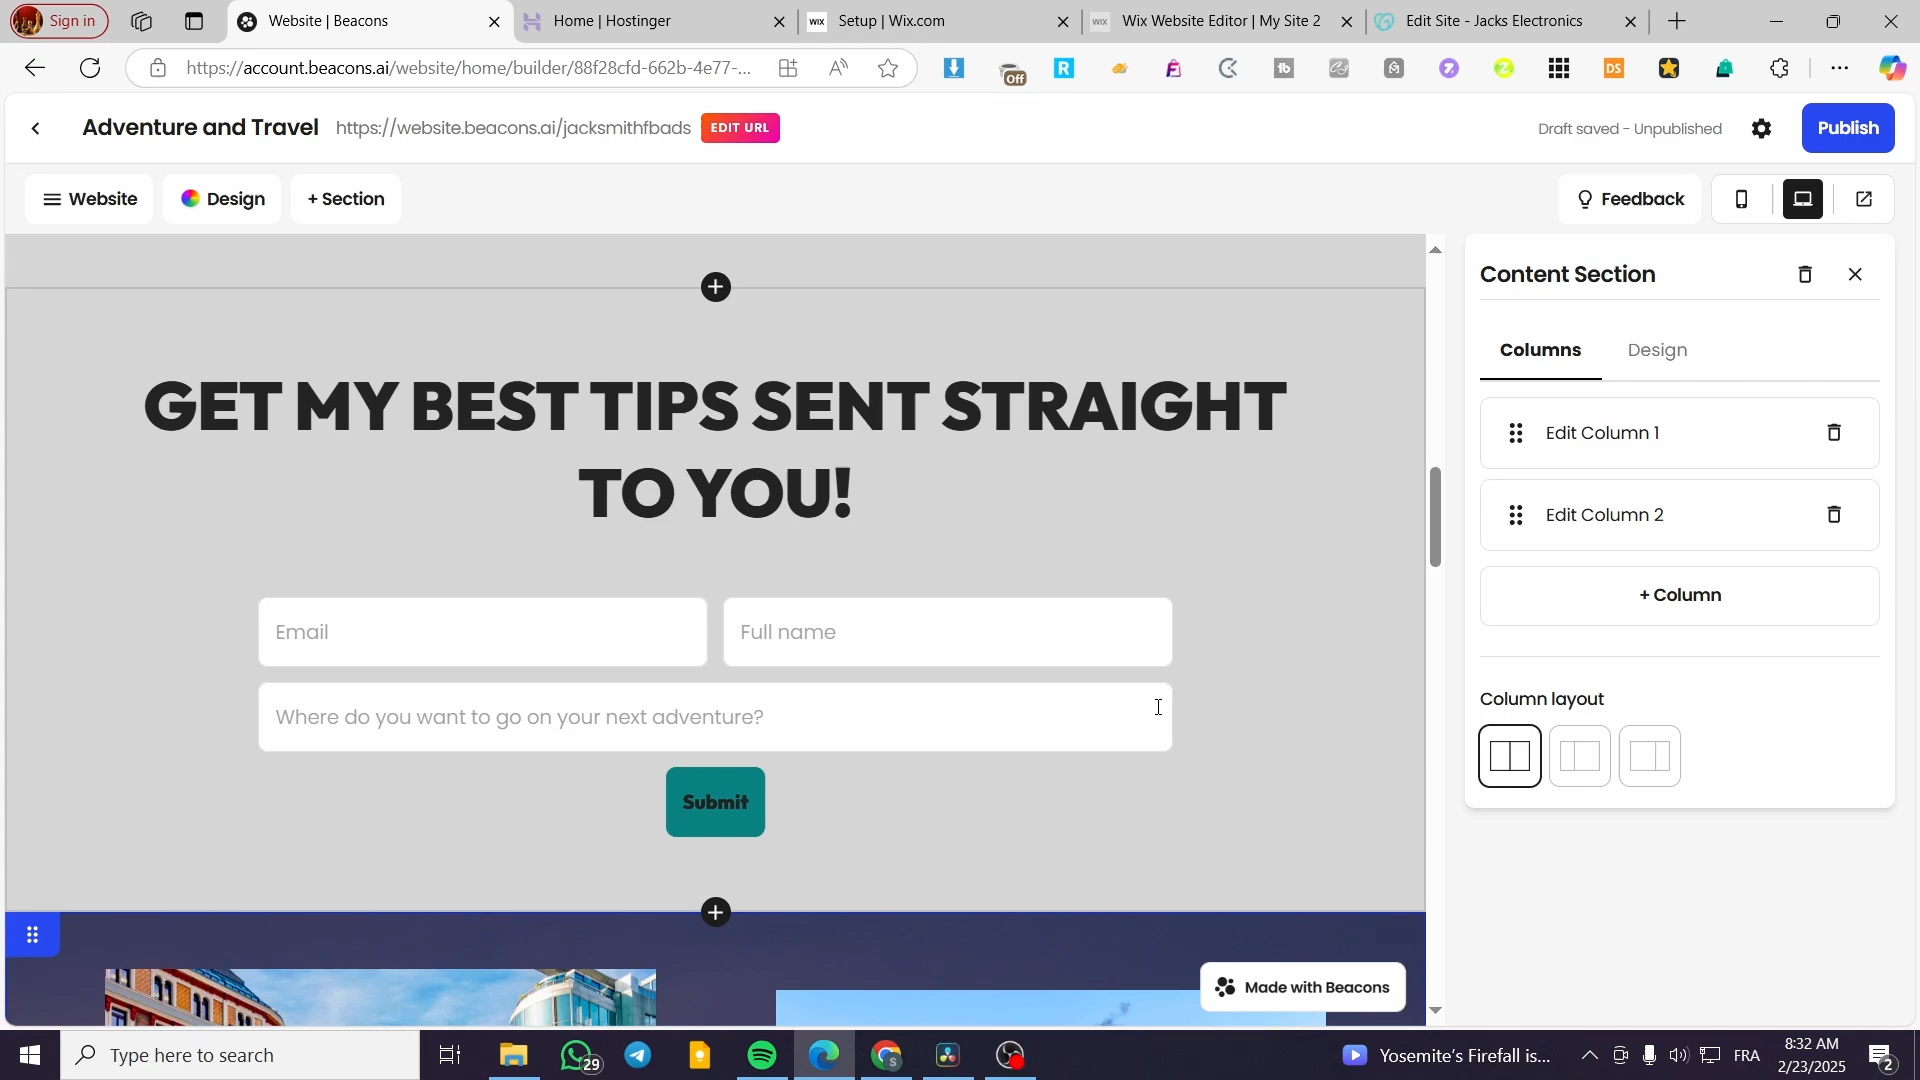 Sign in
Website | Beacons
Home | Hostinger
WIX
Setup | Wix.com
WIX
Wix Website Editor | My Site 2
Edit Site - Jacks Electronics
https://account.beacons.ai/website/home/builder/88f28cfd-662b-4e77-...
Off
R
tb
DS
Adventure and Travel
https://website.beacons.ai/jacksmithfbads
EDIT URL
Draft saved - Unpublished
Publish
Website
Design
+ Section
Feedback
Content Section
Columns
Design
Edit Column 1
Edit Column 2
+ Column
Column layout
GET MY BEST TIPS SENT STRAIGHT
TO YOU!
Email
Full name
Where do you want to go on your next adventure?
Submit
Made with Beacons
Type here to search
29
Yosemite's Firefall is...
FRA
8:32 AM
2/23/2025
2